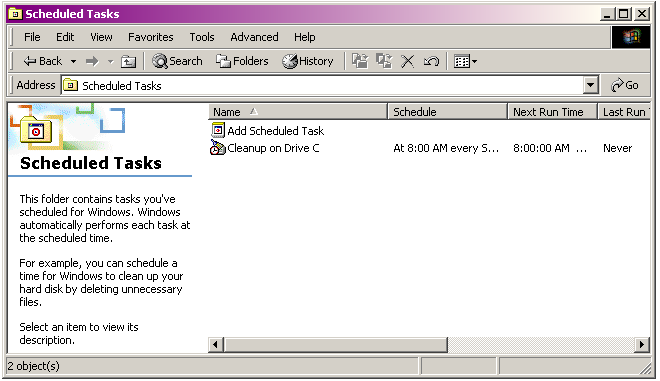 Scheduled Tasks
File Edit View Favorites Tools Advanced Help
Back Search Folders History
Address Scheduled Tasks Go
Name Schedule Next Run Time Last Run
Add Scheduled Task
Cleanup on Drive C At 8:00 AM every S... 8:00:00 AM ... Never
Scheduled Tasks
This folder contains tasks you've
scheduled for Windows. Windows
automatically performs each task at
the scheduled time.
For example, you can schedule a
time for Windows to clean up your
hard disk by deleting unnecessary
files.
Select an item to view its
description.
2 object(s)